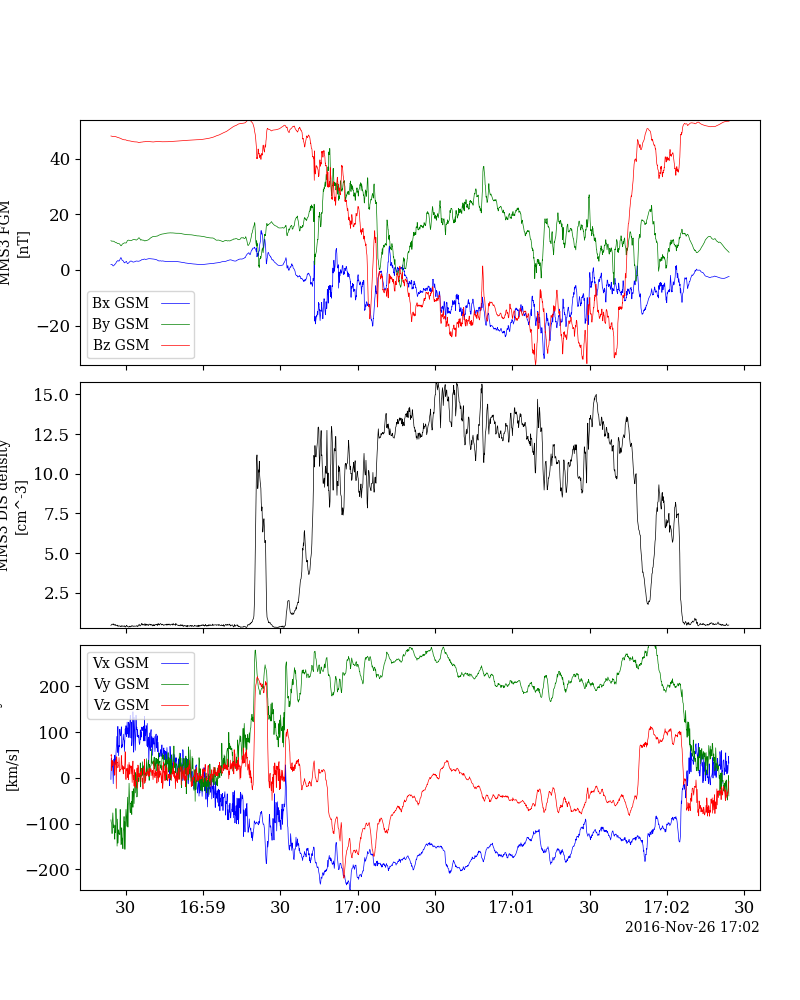 40
20
0
−20
MMS3 FGM
[nT]
Bx GSM
By GSM
Bz GSM
15.0
12.5
10.0
7.5
5.0
2.5
MMS3 DIS density
[cm^-3]
200
100
0
−100
−200
[km/s]
Vx GSM
Vy GSM
Vz GSM
30
16:59
30
17:00
30
17:01
30
17:02
30
2016-Nov-26 17:02